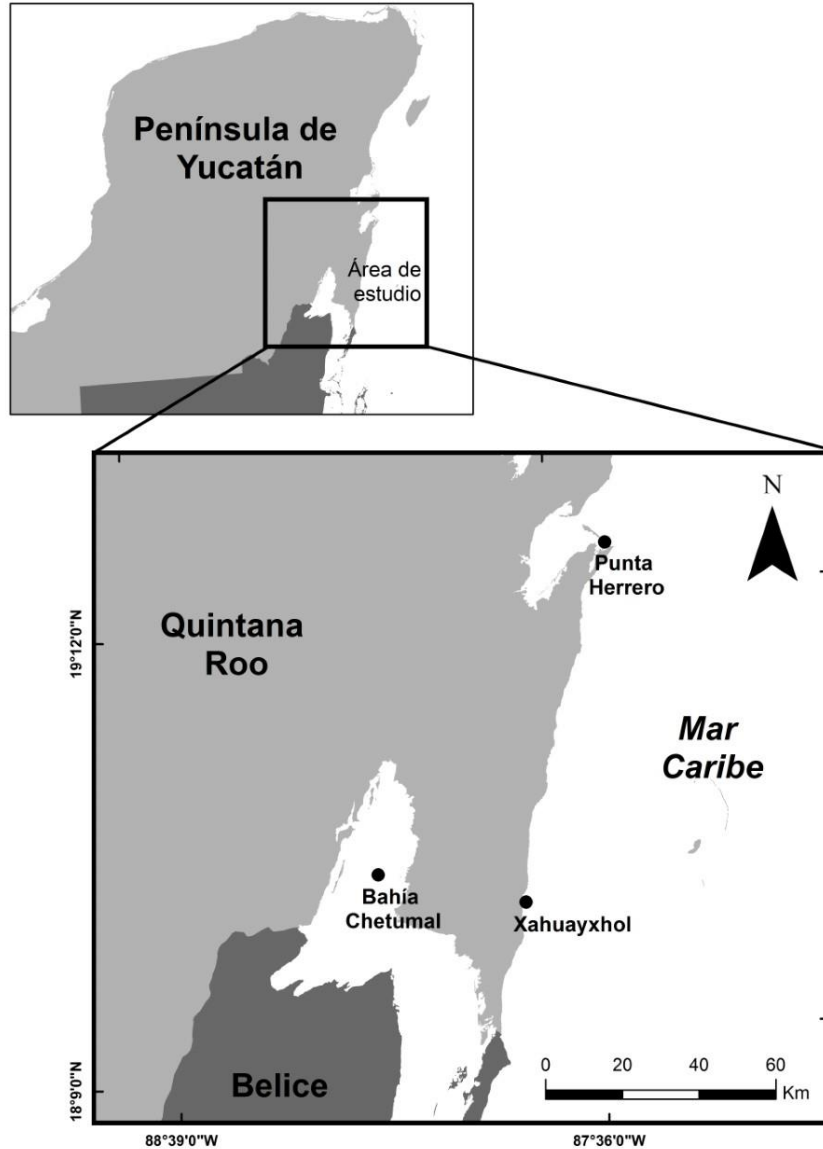 Península de
Yucatán
Área de
estudio
N
Punta
Herrero
Quintana
Roo
19°12'0"N
Mar
Caribe
Bahía
Chetumal
Xahuayxhol
Belice
0 20 40 60
Km
18°9'0"N
88°39'0"W
87°36'0"W